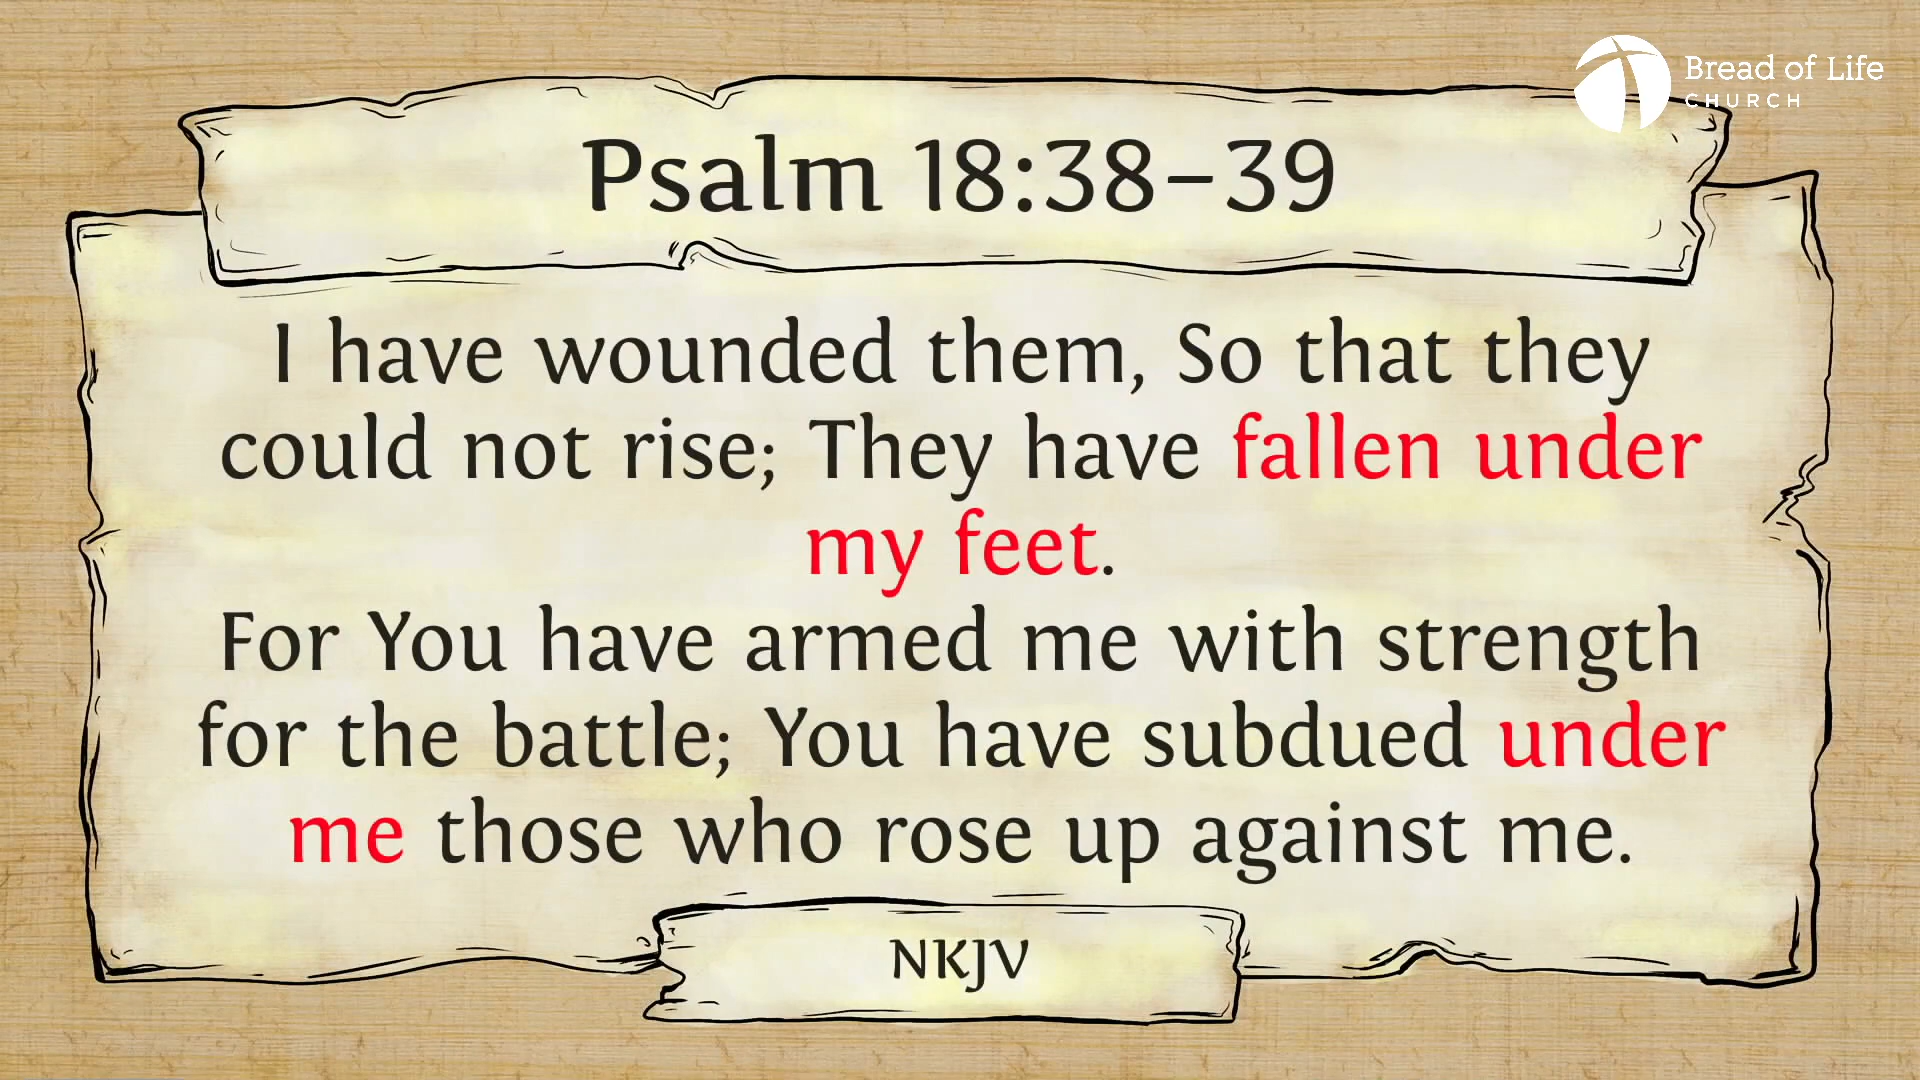 Bread of Life
CHURCH
Psalm 18:38–39
I have wounded them, So that they
could not rise; They have fallen under
my feet.
For You have armed me with strength
for the battle; You have subdued under
me those who rose up against me.
NKJV